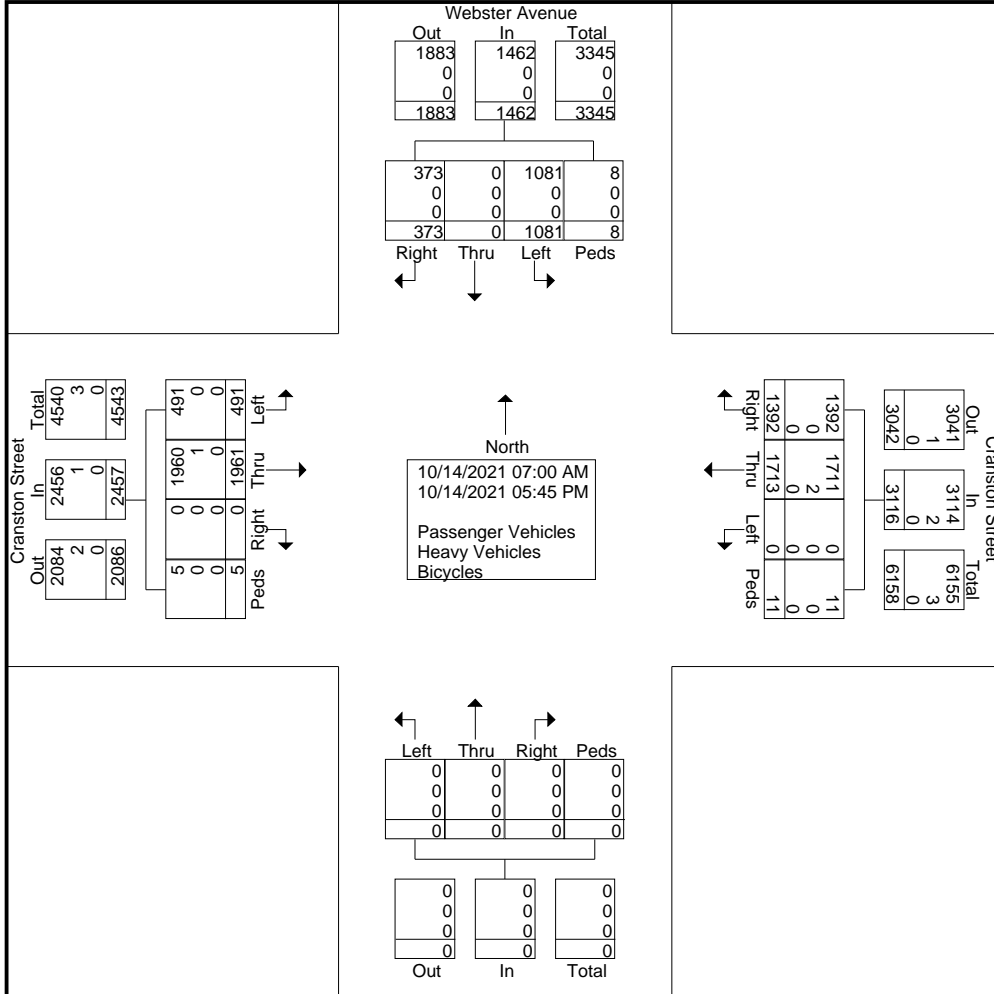 Webster Avenue
Out In Total
1883 1462 3345
0 0 0
0 0 0
1883 1462 3345
373 0 1081 8
0 0 0 0
0 0 0 0
373 0 1081 8
Right Thru Left Peds
Cranston Street
Total In Out
4540 2456 2084
3 1 2
0 0 0
4543 2457 2086
491 1960 0 5
0 1 0 0
0 0 0 0
491 1961 0 5
Left Thru Right Peds
North
10/14/2021 07:00 AM
10/14/2021 05:45 PM
Passenger Vehicles
Heavy Vehicles
Bicycles
Right Thru Left Peds
1392 1711 0 11
0 2 0 0
0 0 0 0
1392 1713 0 11
Cranston Street
Out In Total
3041 3114 6155
1 2 3
0 0 0
3042 3116 6158
Left Thru Right Peds
0 0 0 0
0 0 0 0
0 0 0 0
0 0 0 0
0 0 0
0 0 0
0 0 0
0 0 0
Out In Total